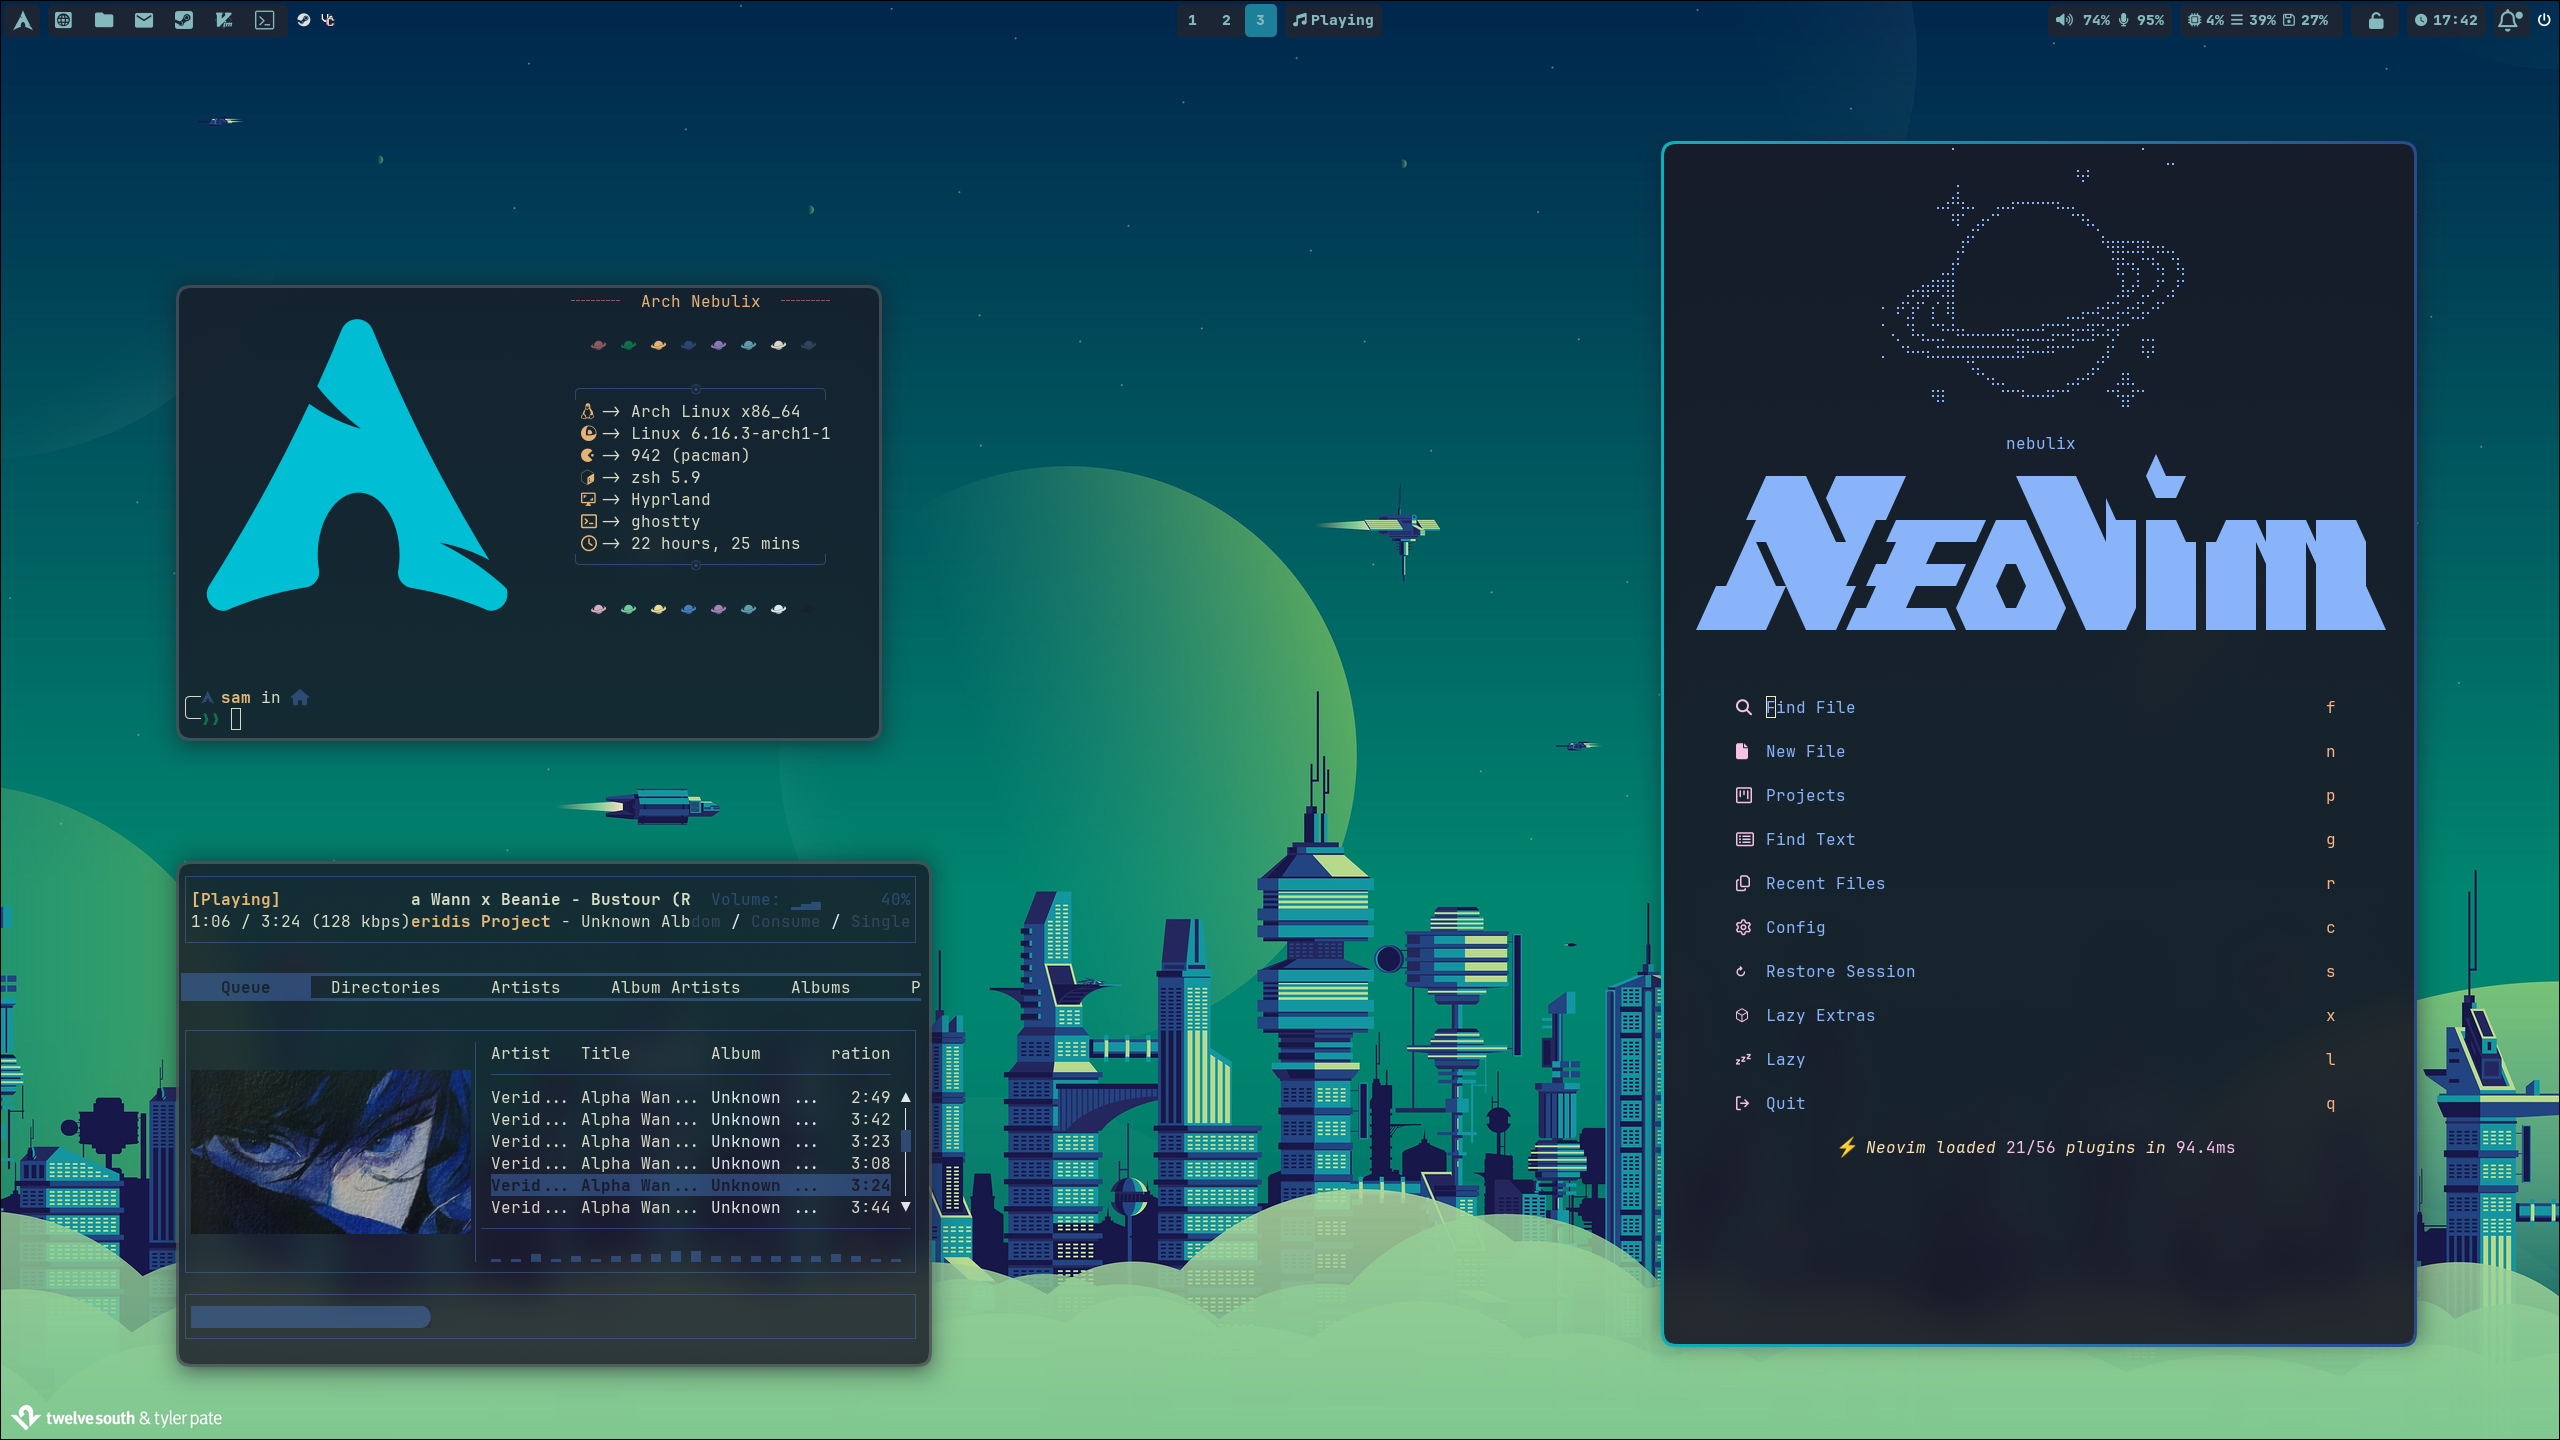 1 2 3 Playing
74% 95% 4% 39% 27% 17:42
---------- Arch Nebulix ----------
Arch Linux x86_64
Linux 6.16.3-arch1-1
942 (pacman)
zsh 5.9
Hyprland
ghostty
22 hours, 25 mins
sam in
[Playing] a Wann x Beanie - Bustour (R Volume: 40%
1:06 / 3:24 (128 kbps)eridis Project - Unknown Albdom / Consume / Single
Queue Directories Artists Album Artists Albums P
Artist Title Album ration
Verid... Alpha Wan... Unknown ... 2:49
Verid... Alpha Wan... Unknown ... 3:42
Verid... Alpha Wan... Unknown ... 3:23
Verid... Alpha Wan... Unknown ... 3:08
Verid... Alpha Wan... Unknown ... 3:24
Verid... Alpha Wan... Unknown ... 3:44
nebulix
Neovim
Find File f
New File n
Projects p
Find Text g
Recent Files r
Config c
Restore Session s
Lazy Extras x
Lazy l
Quit q
Neovim loaded 21/56 plugins in 94.4ms
twelve south & tyler pate